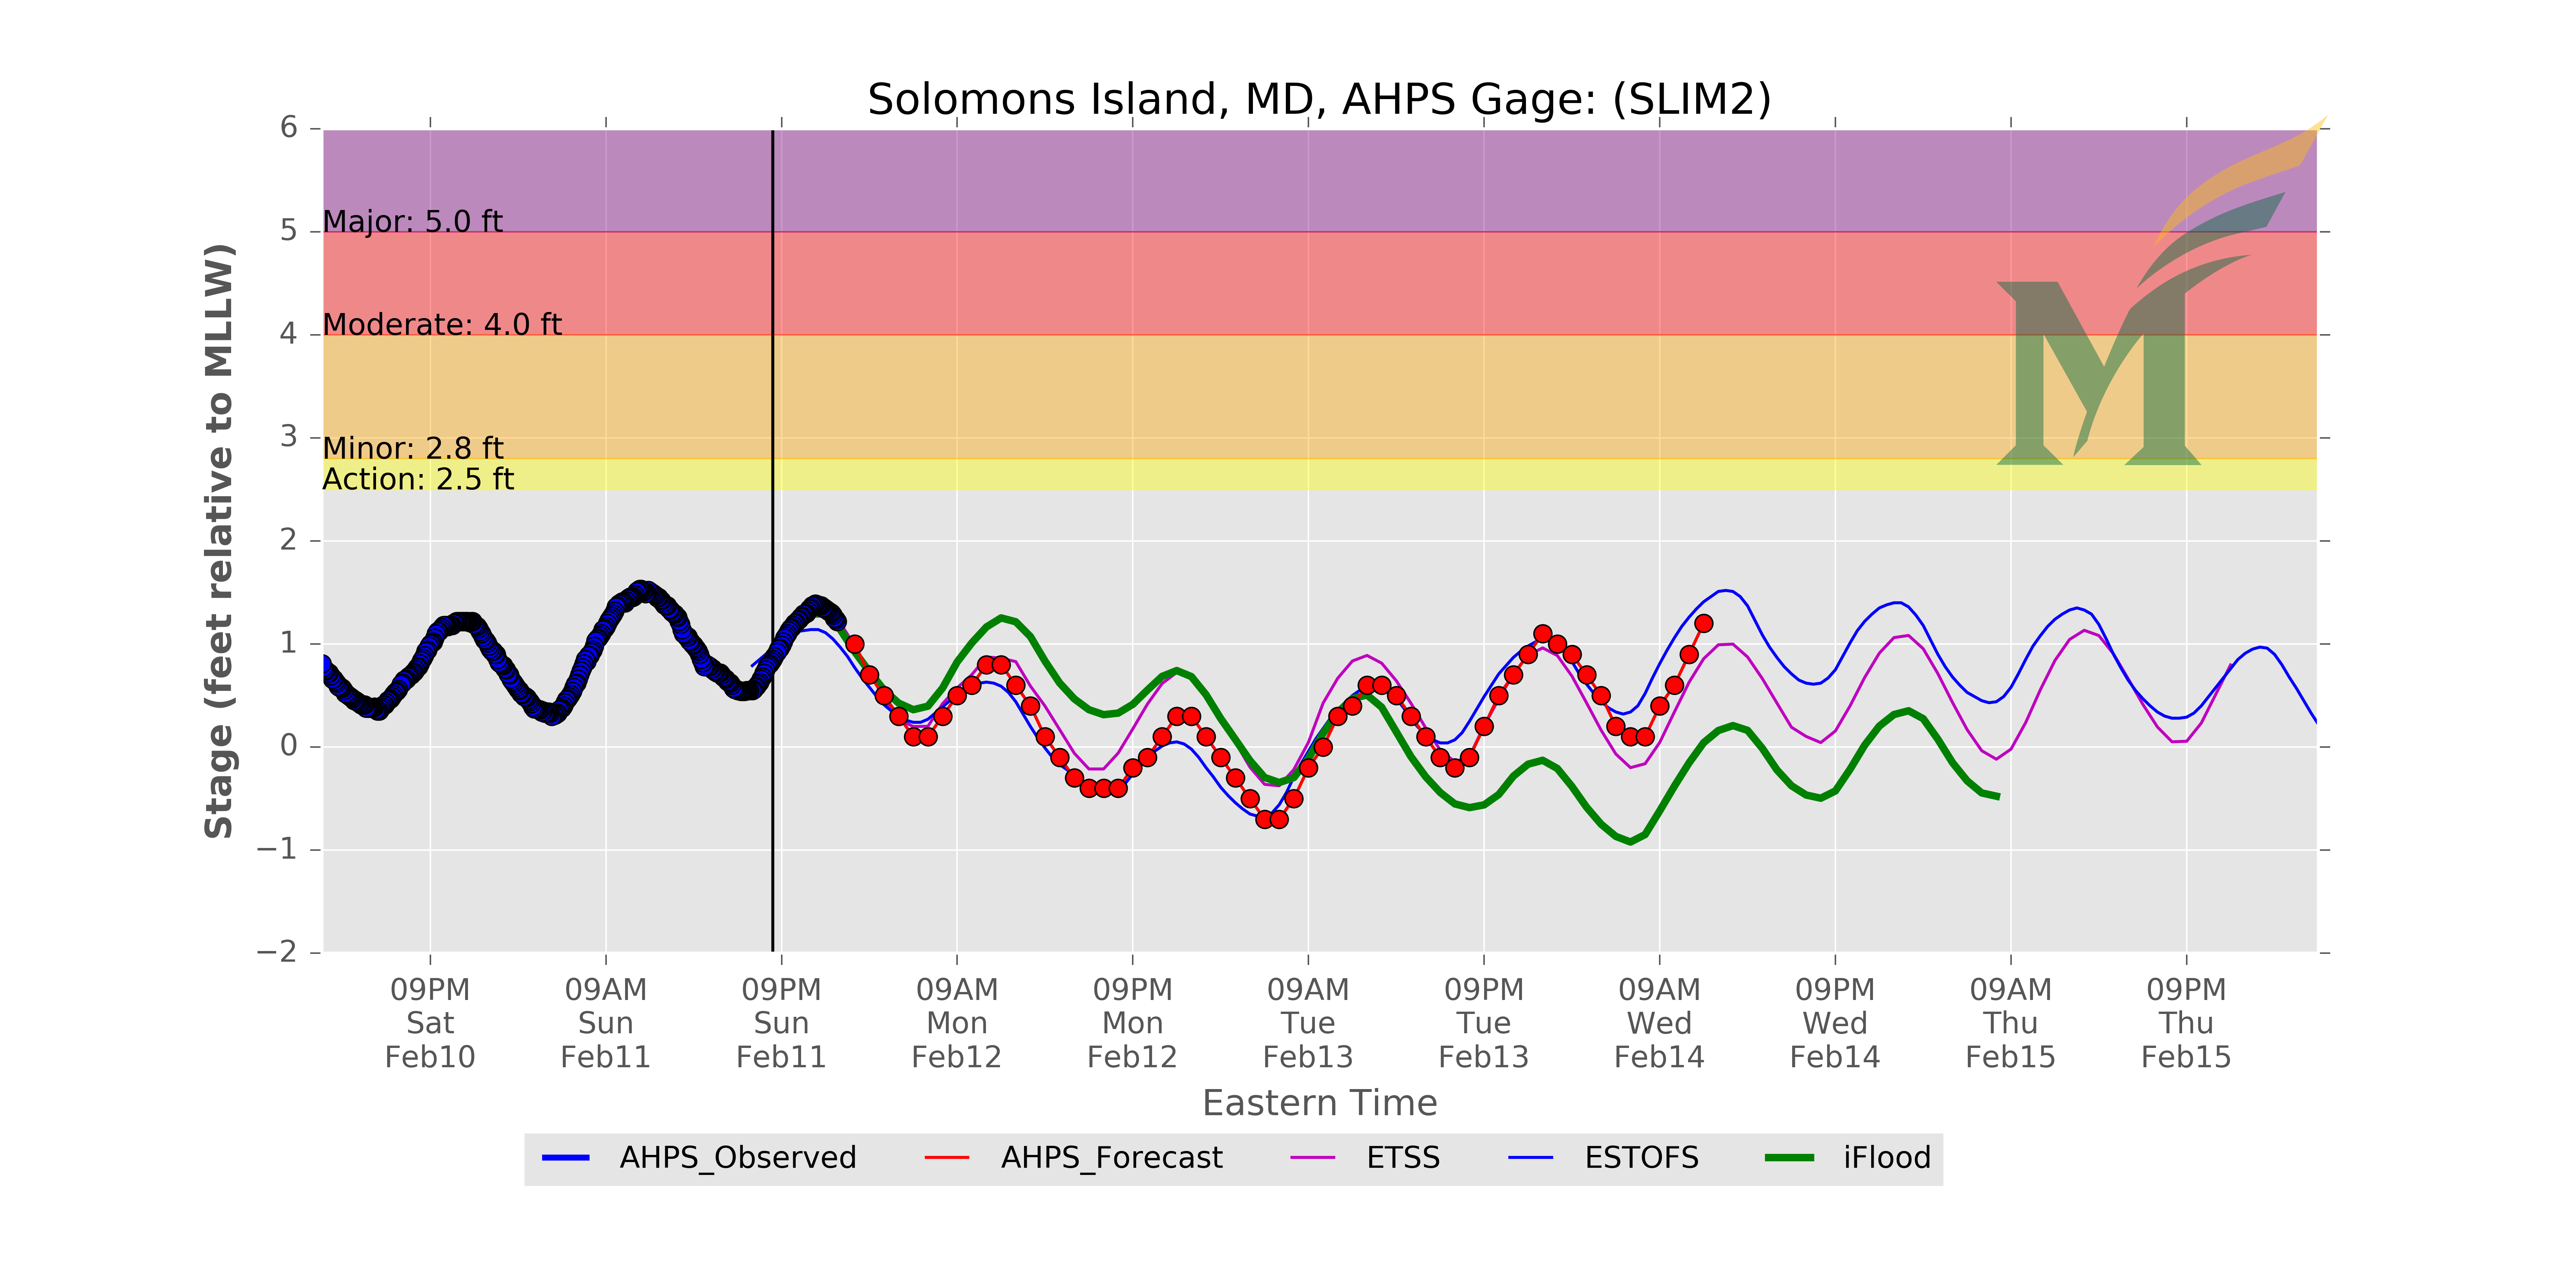 Solomons Island, MD, AHPS Gage: (SLIM2)
6
5
4
3
2
1
0
−1
−2
Stage (feet relative to MLLW)
Major: 5.0 ft
Moderate: 4.0 ft
Minor: 2.8 ft
Action: 2.5 ft
M
09PM 09AM 09PM 09AM 09PM 09AM 09PM 09AM 09PM 09AM 09PM
Sat Sun Sun Mon Mon Tue Tue Wed Wed Thu Thu
Feb10 Feb11 Feb11 Feb12 Feb12 Feb13 Feb13 Feb14 Feb14 Feb15 Feb15
Eastern Time
AHPS_Observed AHPS_Forecast ETSS ESTOFS iFlood